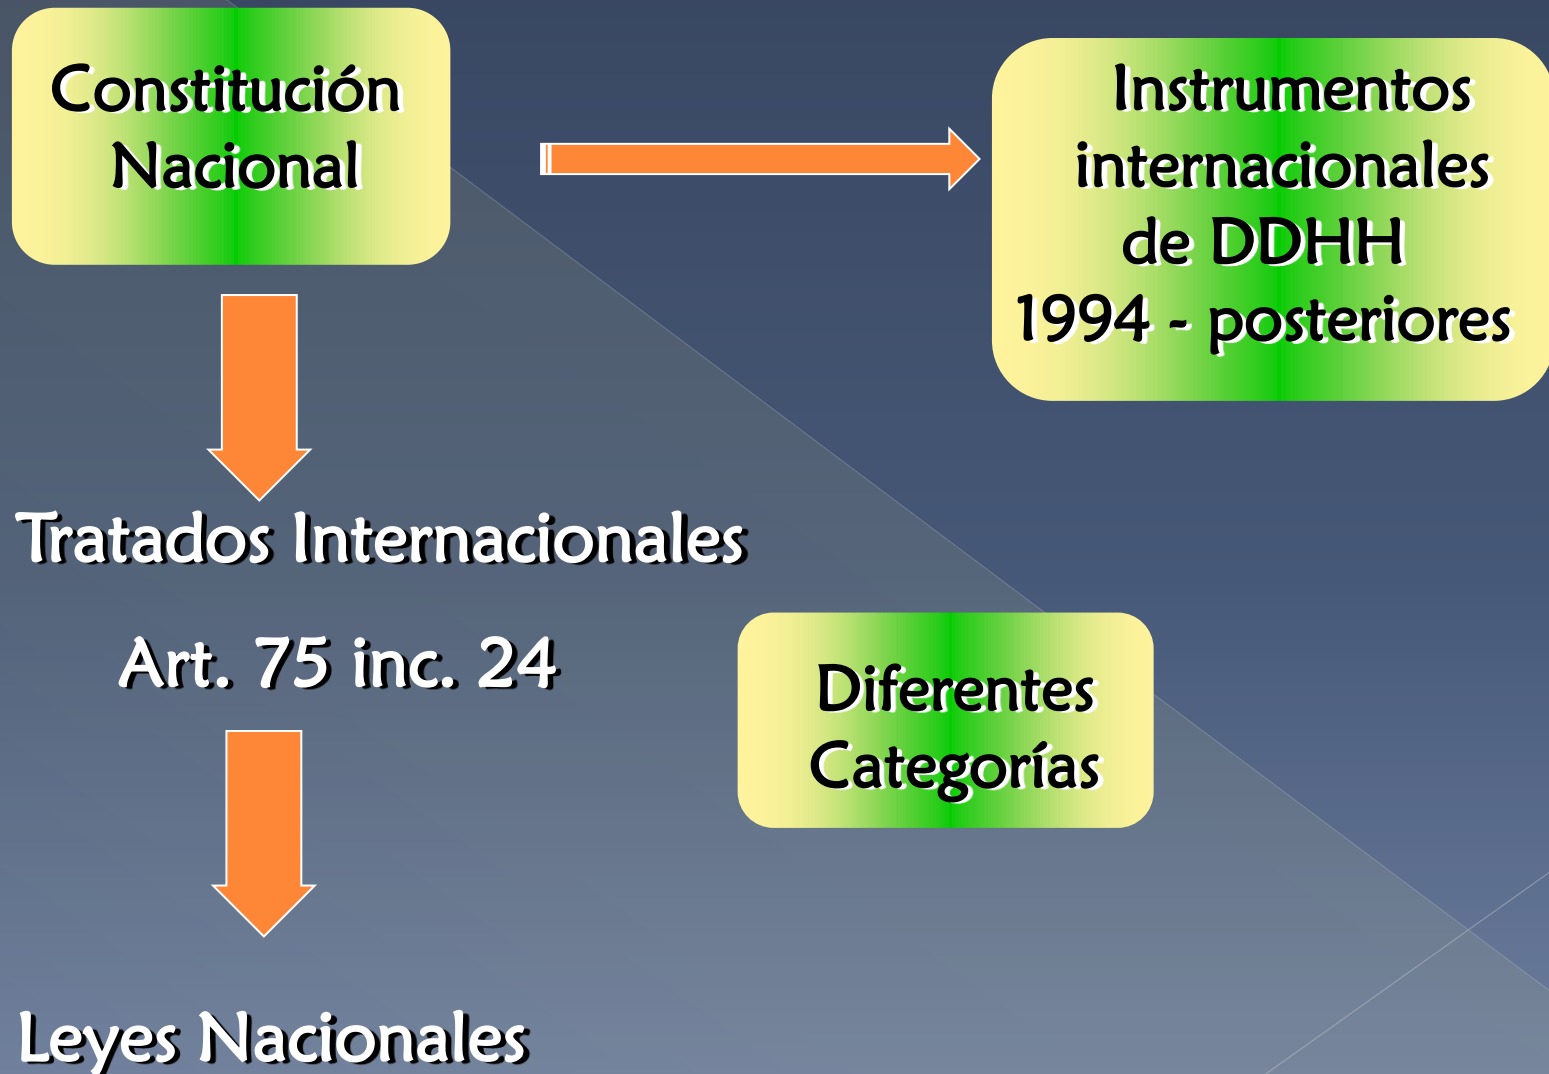 Constitución
Nacional
Instrumentos
internacionales
de DDHH
1994 - posteriores
Tratados Internacionales
Art. 75 inc. 24
Diferentes
Categorías
Leyes Nacionales